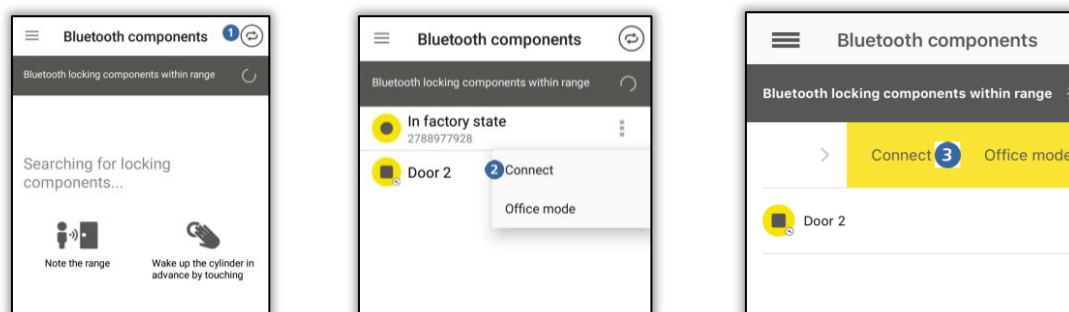 Bluetooth components 1
Bluetooth locking components within range
Searching for locking
components...
Note the range
Wake up the cylinder in
advance by touching
Bluetooth components
Bluetooth locking components within range
In factory state
2788977928
Door 2
2 Connect
Office mode
Bluetooth components
Bluetooth locking components within range
Connect 3 Office mode
Door 2